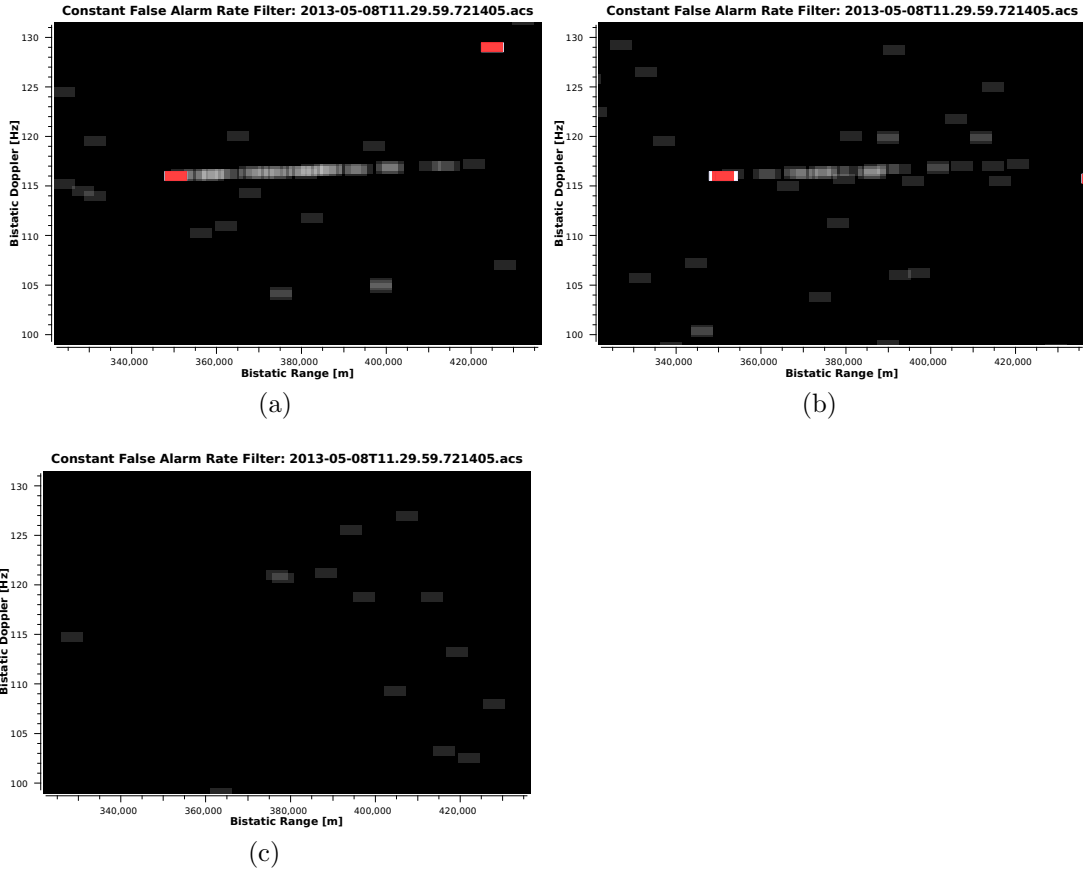 Constant False Alarm Rate Filter: 2013-05-08T11.29.59.721405.acs
130
125
120
115
110
105
100
Bistatic Doppler [Hz]
340,000 360,000 380,000 400,000 420,000
Bistatic Range [m]
(a)
Constant False Alarm Rate Filter: 2013-05-08T11.29.59.721405.acs
130
125
120
115
110
105
100
Bistatic Doppler [Hz]
340,000 360,000 380,000 400,000 420,000
Bistatic Range [m]
(b)
Constant False Alarm Rate Filter: 2013-05-08T11.29.59.721405.acs
130
125
120
115
110
105
100
Bistatic Doppler [Hz]
340,000 360,000 380,000 400,000 420,000
Bistatic Range [m]
(c)